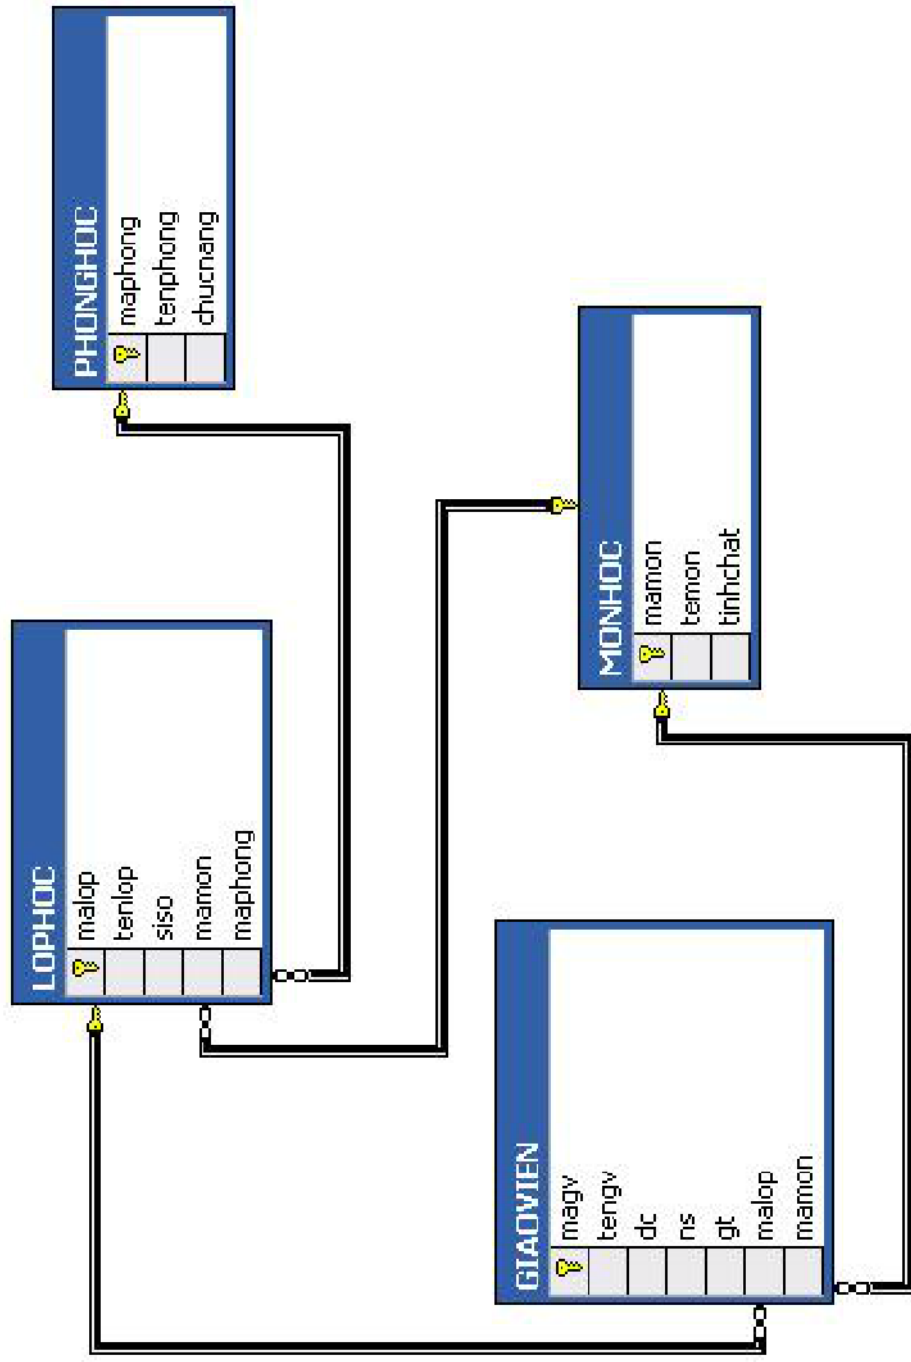 LOPHOC
malop
tenlop
siso
mamon
maphong
PHONGHOC
maphong
tenphong
chucnang
GIAOVIEN
magv
tengv
dc
ns
gt
malop
mamon
MONHOC
mamon
temon
tinhchat